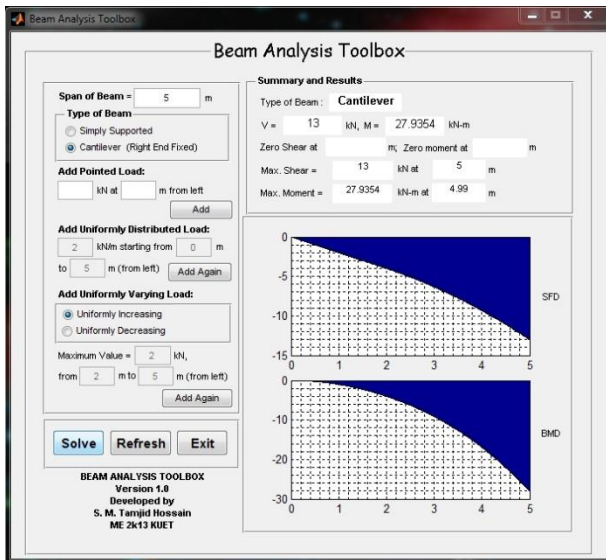 Beam Analysis Toolbox
Beam Analysis Toolbox
Span of Beam = 5 m
Type of Beam
Simply Supported
Cantilever (Right End Fixed)
Add Pointed Load:
kN at m from left
Add
Add Uniformly Distributed Load:
2 kN/m starting from 0 m
to 5 m (from left) Add Again
Add Uniformly Varying Load:
Uniformly Increasing
Uniformly Decreasing
Maximum Value = 2 kN,
from 2 m to 5 m (from left)
Add Again
Solve Refresh Exit
BEAM ANALYSIS TOOLBOX
Version 1.0
Developed by
S. M. Tamjid Hossain
ME 2k13 KUET
Summary and Results
Type of Beam : Cantilever
V = 13 kN, M = 27.9354 kN-m
Zero Shear at m; Zero moment at m
Max. Shear = 13 kN at 5 m
Max. Moment = 27.9354 kN-m at 4.99 m
0
-5
-10
-15
0 1 2 3 4 5
SFD
0
-10
-20
-30
0 1 2 3 4 5
BMD